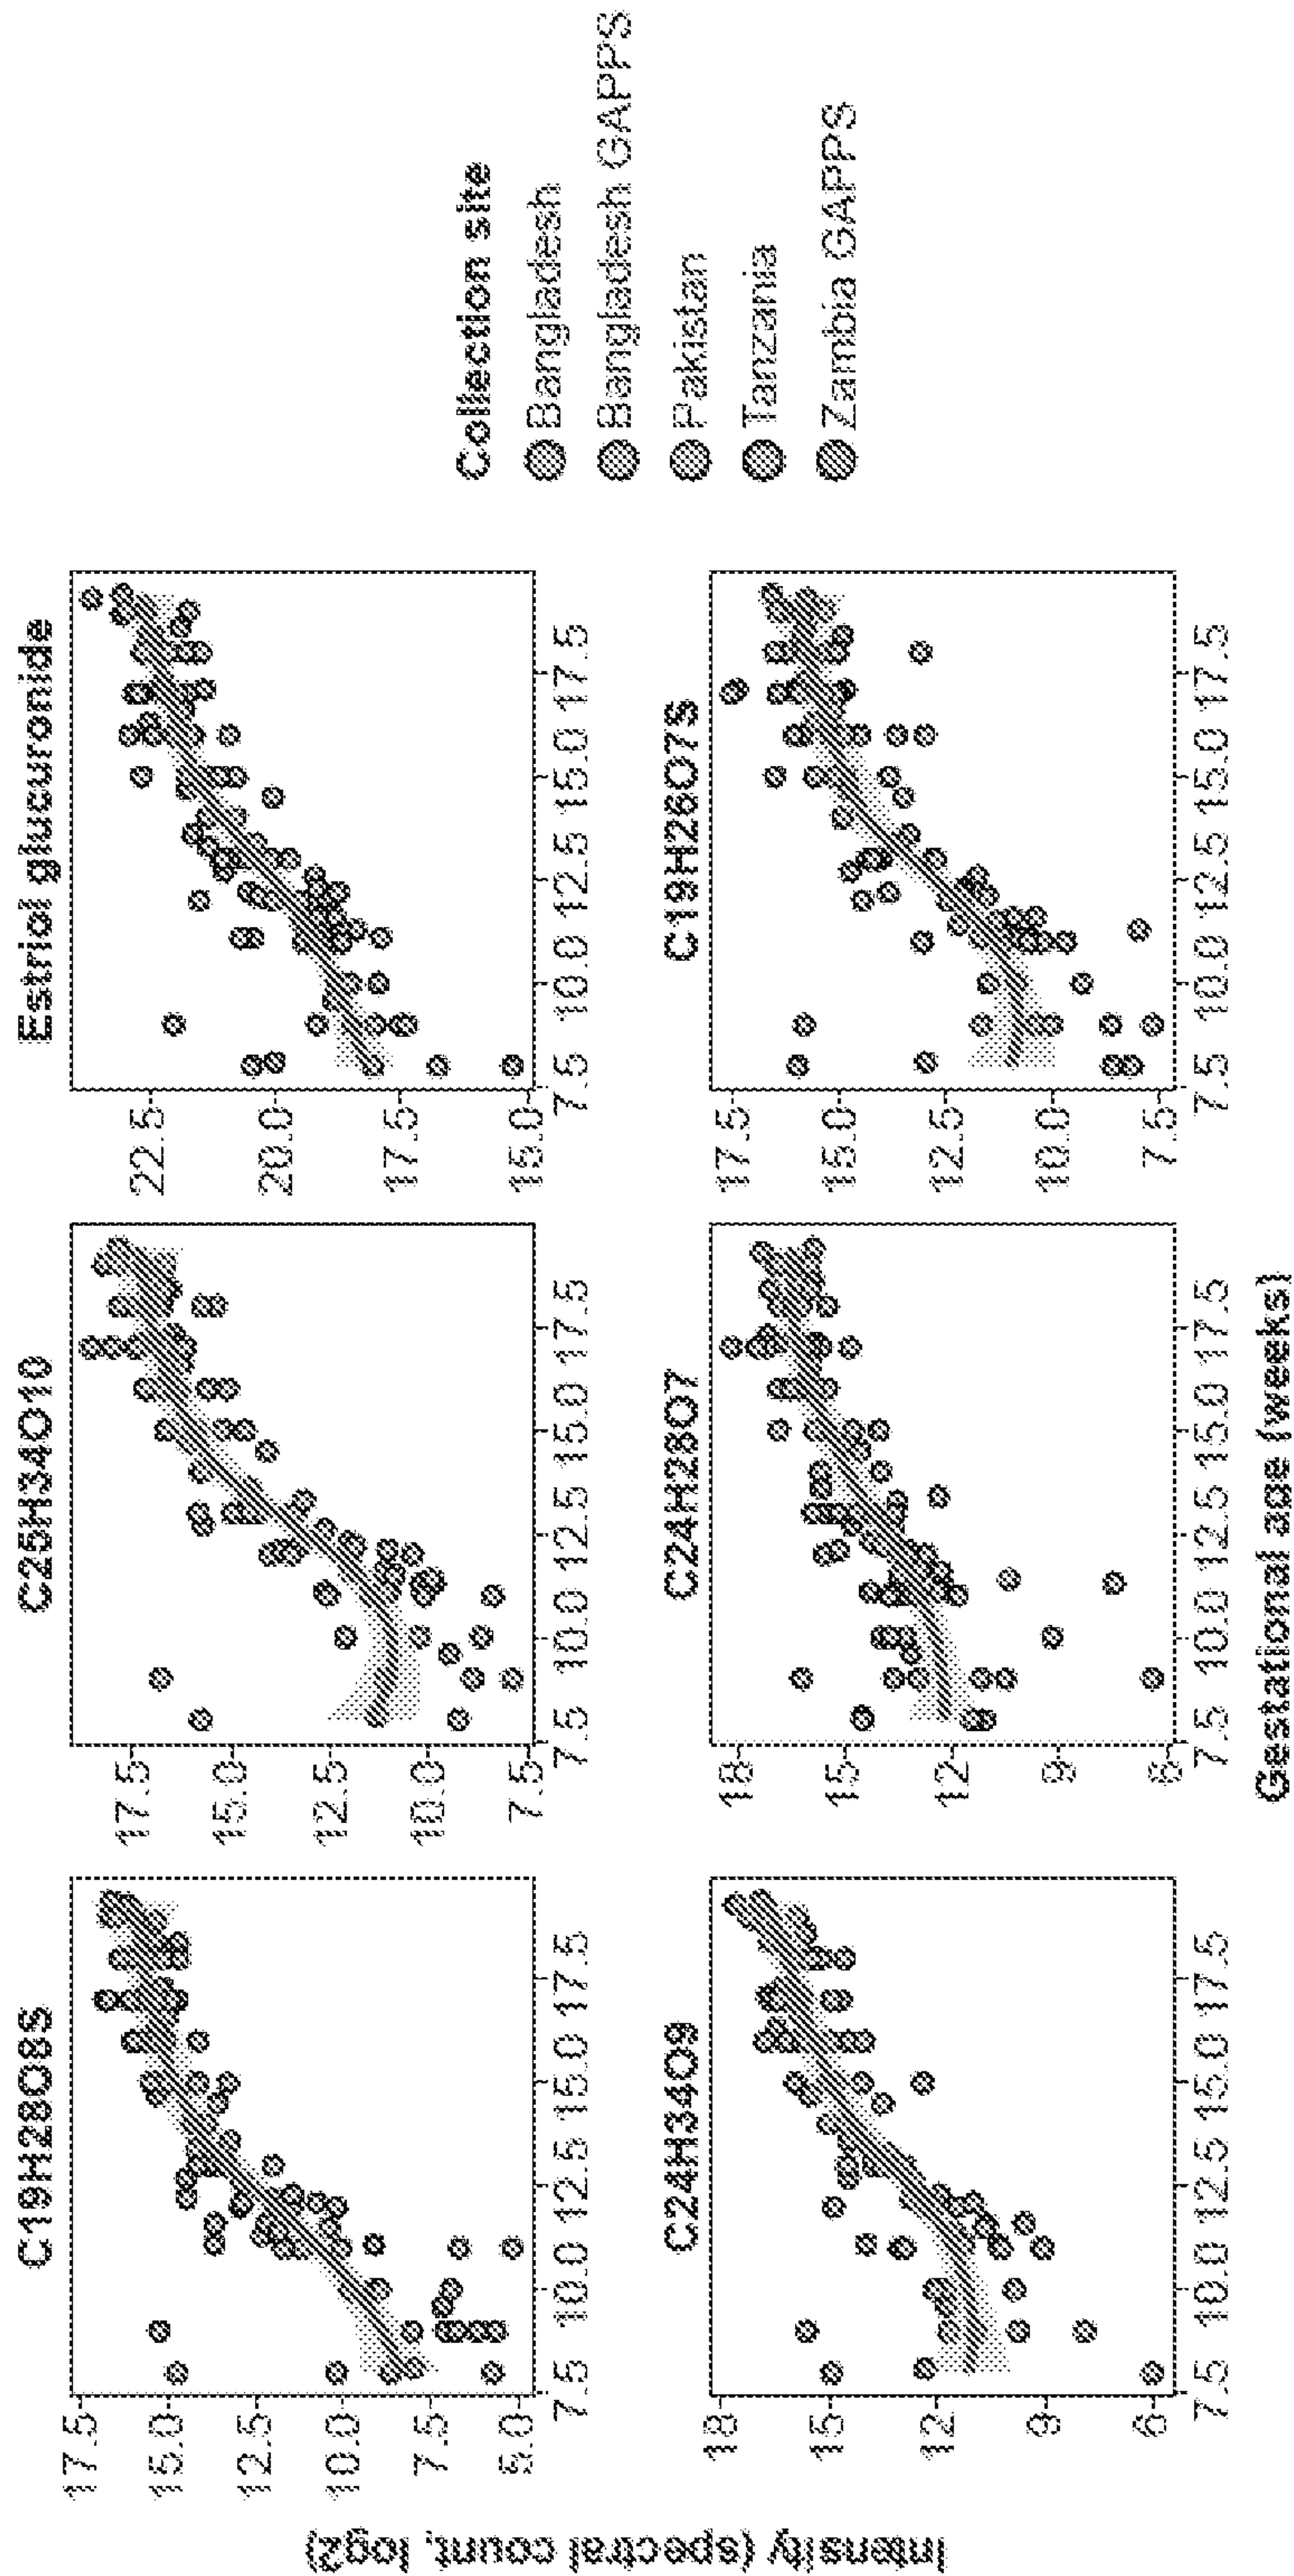 C19H28O8S
C25H34O10
Estriol glucuronide
17.5
15.0
12.5
10.0
7.5
5.0
7.5 10.0 12.5 15.0 17.5
17.5
15.0
12.5
10.0
7.5
7.5 10.0 12.5 15.0 17.5
22.5
20.0
17.5
15.0
7.5 10.0 12.5 15.0 17.5
C24H34O9
C24H28O7
C19H26O7S
18
15
12
9
6
7.5 10.0 12.5 15.0 17.5
18
15
12
9
6
7.5 10.0 12.5 15.0 17.5
17.5
15.0
12.5
10.0
7.5
7.5 10.0 12.5 15.0 17.5
Intensity (spectral count, log2)
Gestational age (weeks)
Collection site
Bangladesh
Bangladesh GAPPS
Pakistan
Tanzania
Zambia GAPPS